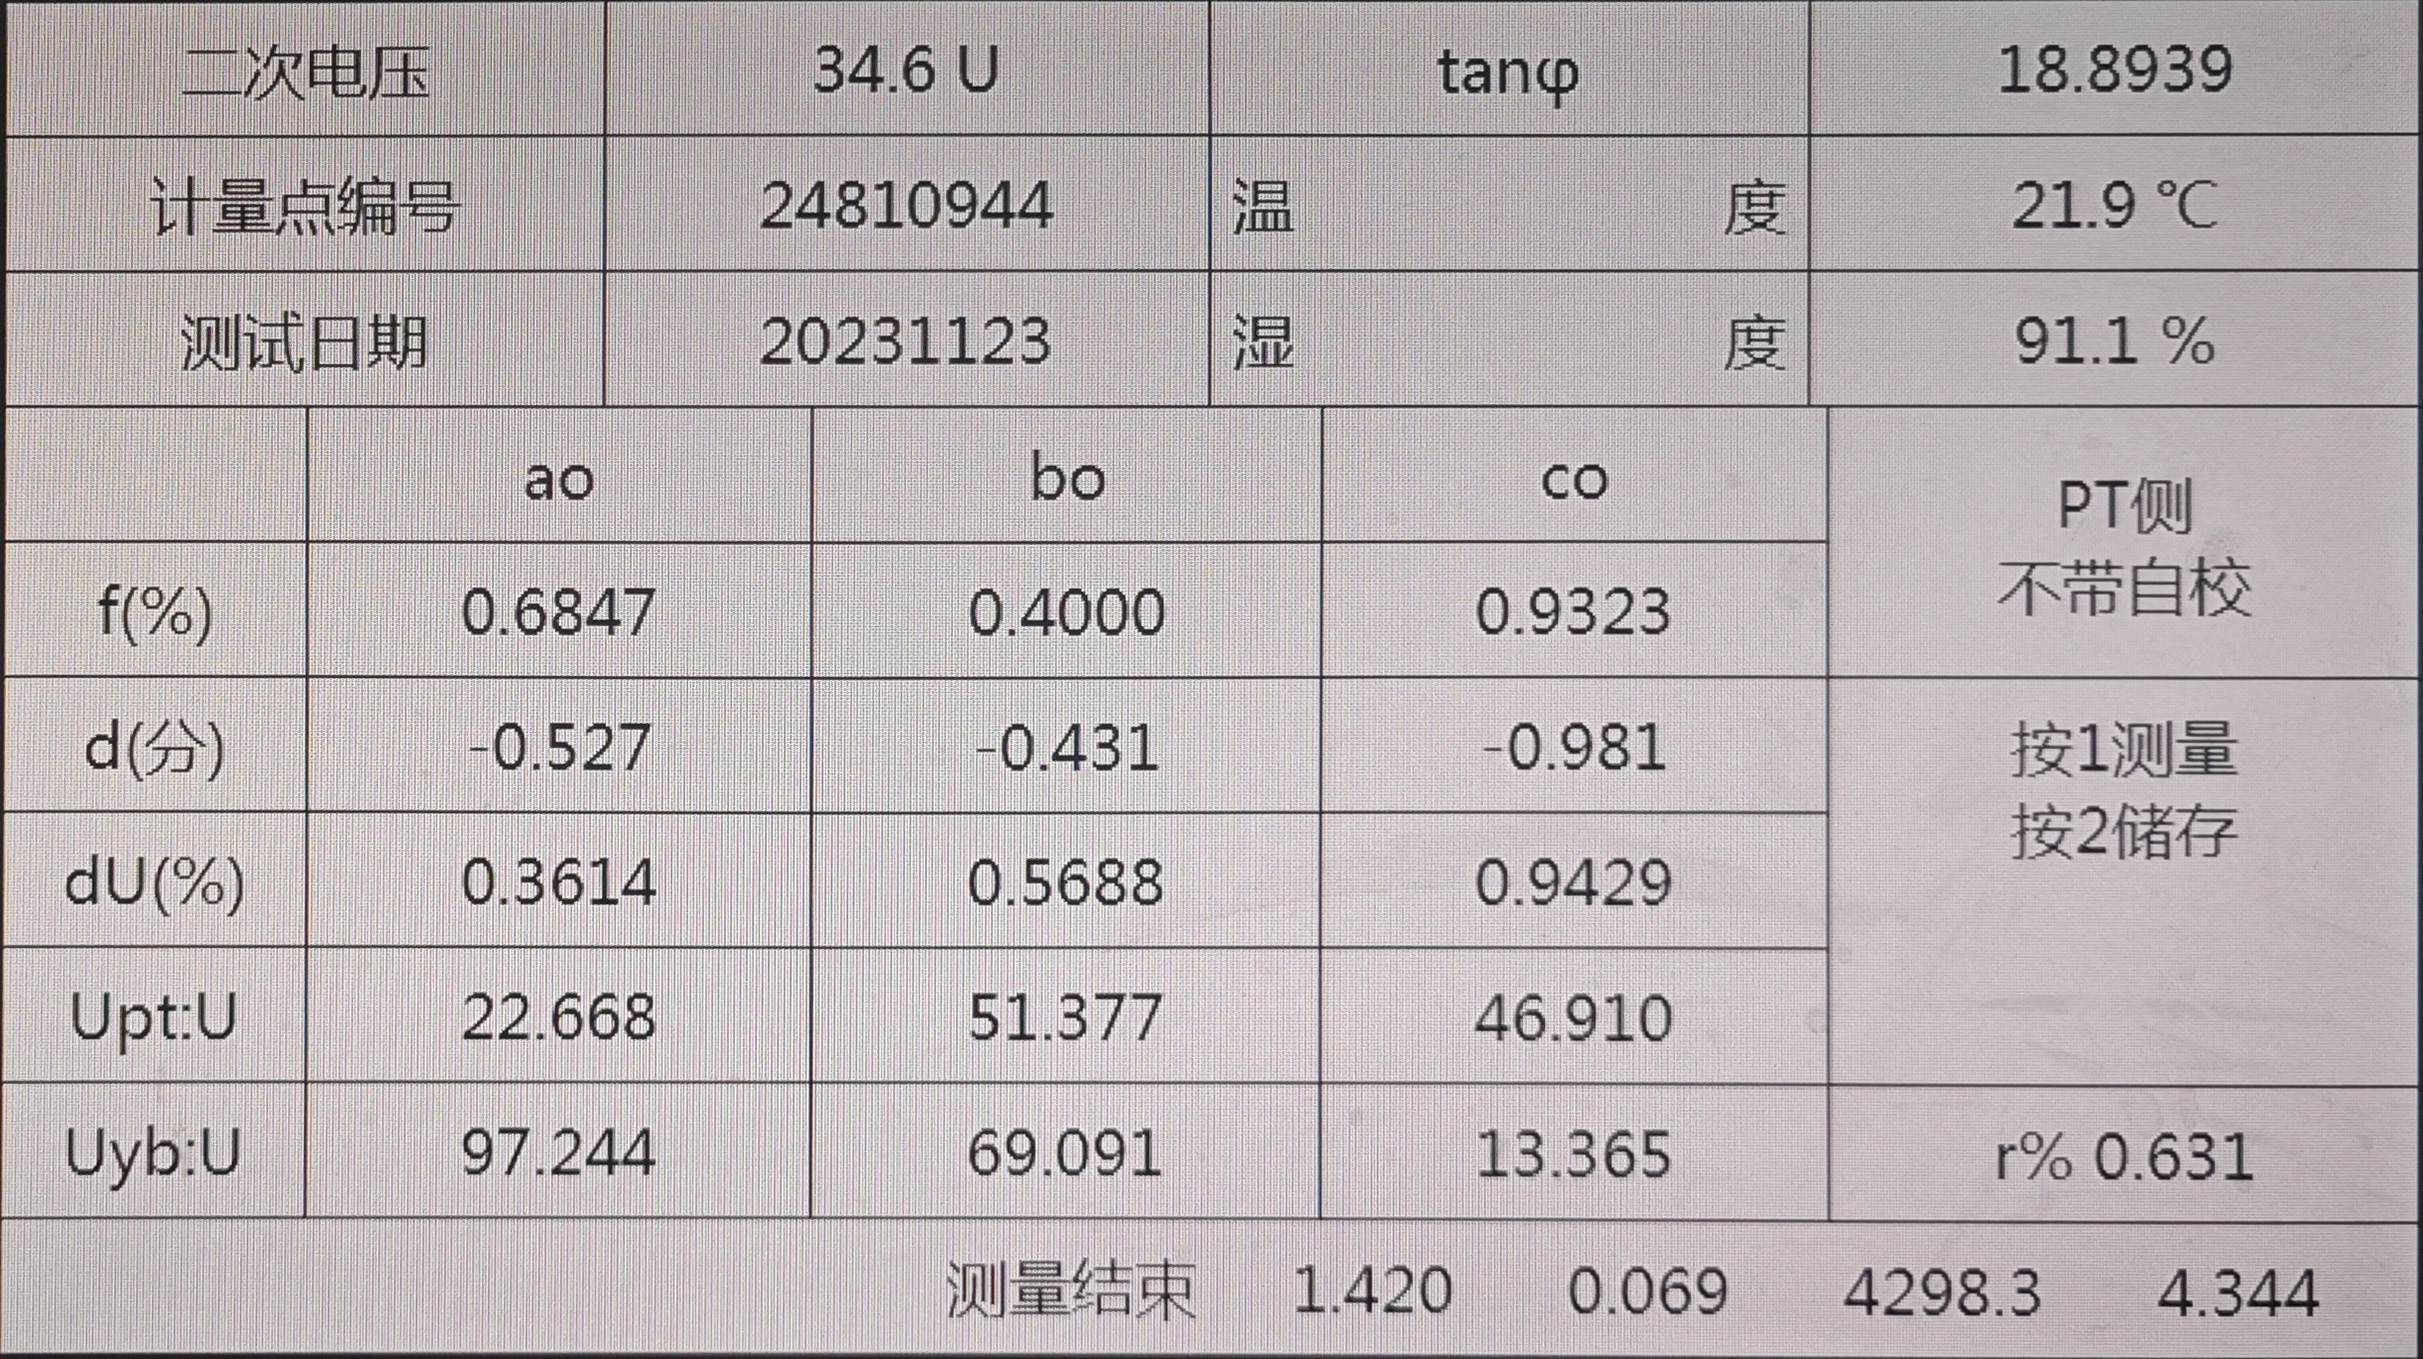 二次电压 34.6 U tanφ 18.8939
计量点编号 24810944 温 度 21.9 ℃
测试日期 20231123 湿 度 91.1 %
ao bo co
PT侧
不带自校
f(%) 0.6847 0.4000 0.9323
d(分) -0.527 -0.431 -0.981
按1测量
按2储存
dU(%) 0.3614 0.5688 0.9429
Upt:U 22.668 51.377 46.910
Uyb:U 97.244 69.091 13.365 r% 0.631
测量结束 1.420 0.069 4298.3 4.344